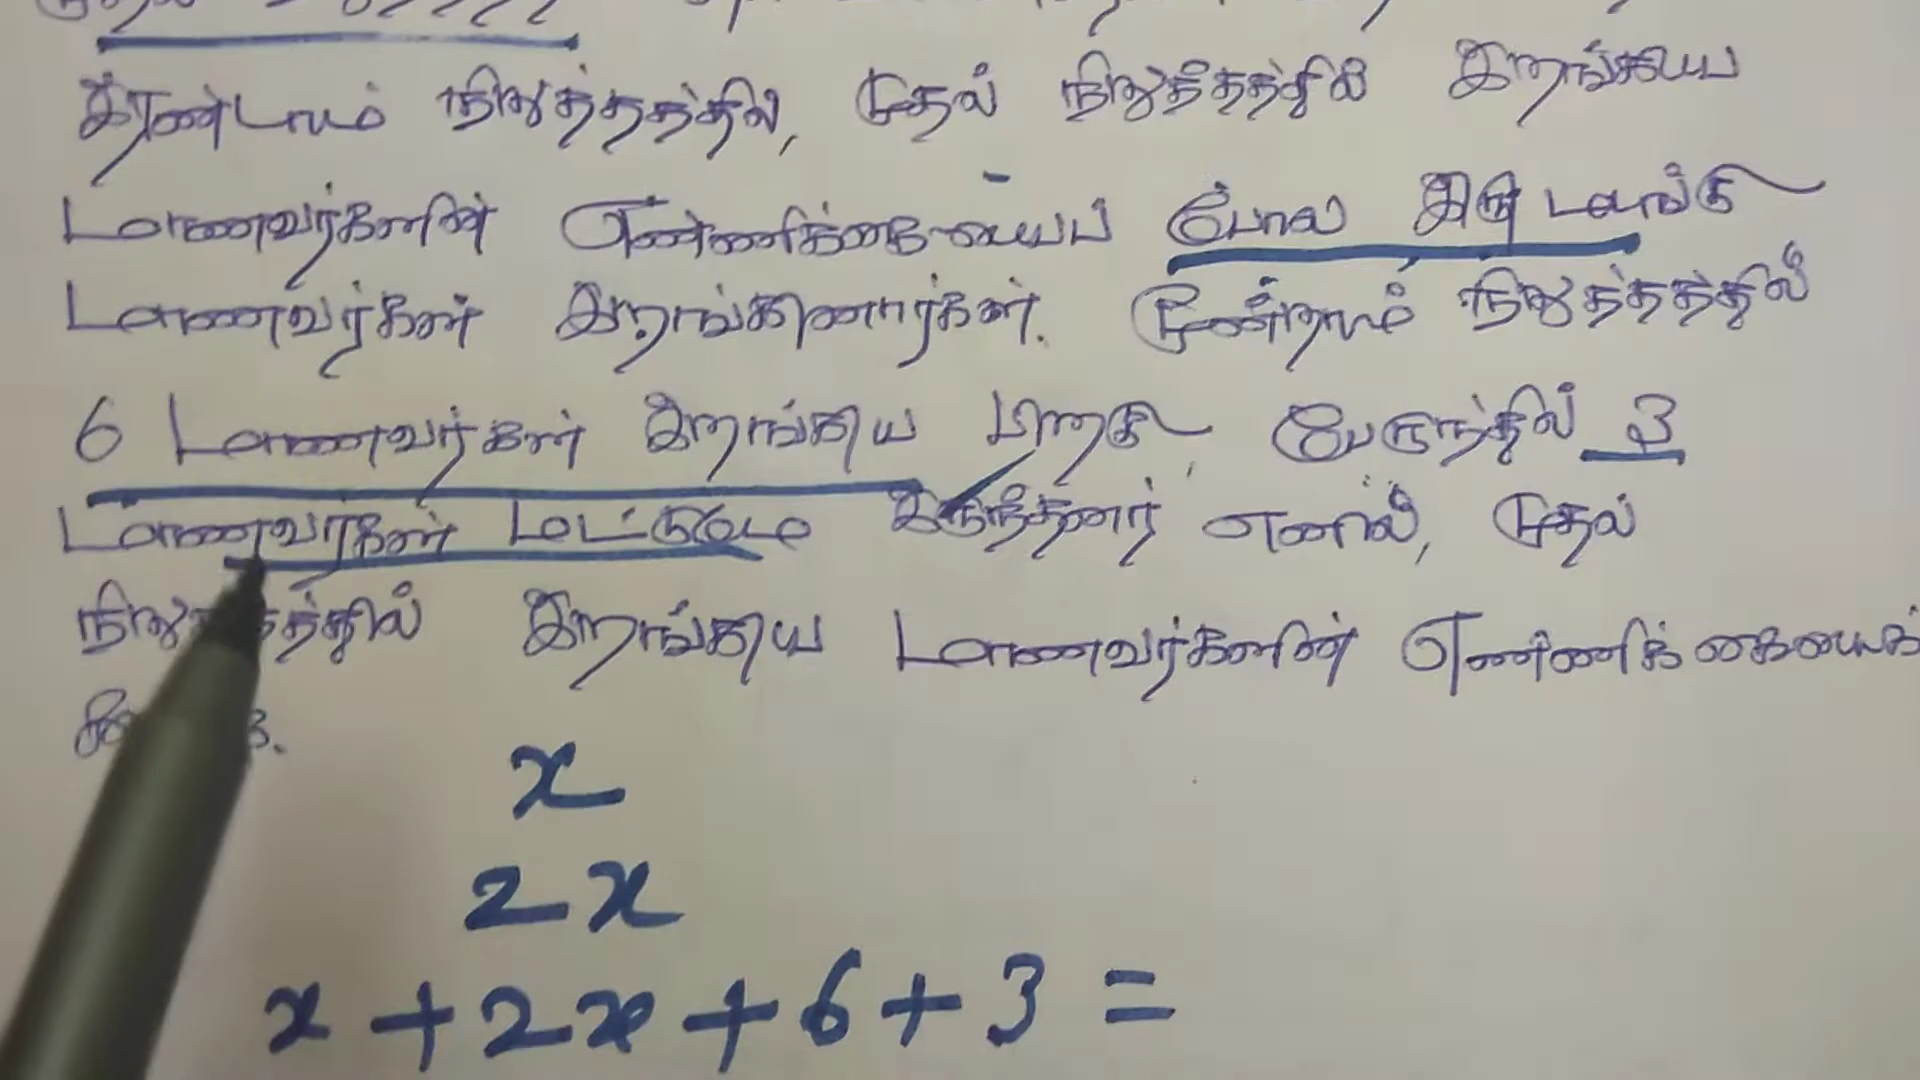 இரண்டாம் நிறுத்தத்தில், முதல் நிறுத்தத்தில் இறங்கிய
மாணவர்களின் எண்ணிக்கையைப் போல இரு மடங்கு
மாணவர்கள் இறங்கினார்கள். மூன்றாம் நிறுத்தத்தில்
6 மாணவர்கள் இறங்கிய பிறகு பேருந்தில் 3
மாணவர்கள் மட்டுமே இருந்தனர் எனில், முதல்
நிறுத்தத்தில் இறங்கிய மாணவர்களின் எண்ணிக்கையைக்
x
2x
x + 2x + 6 + 3 =